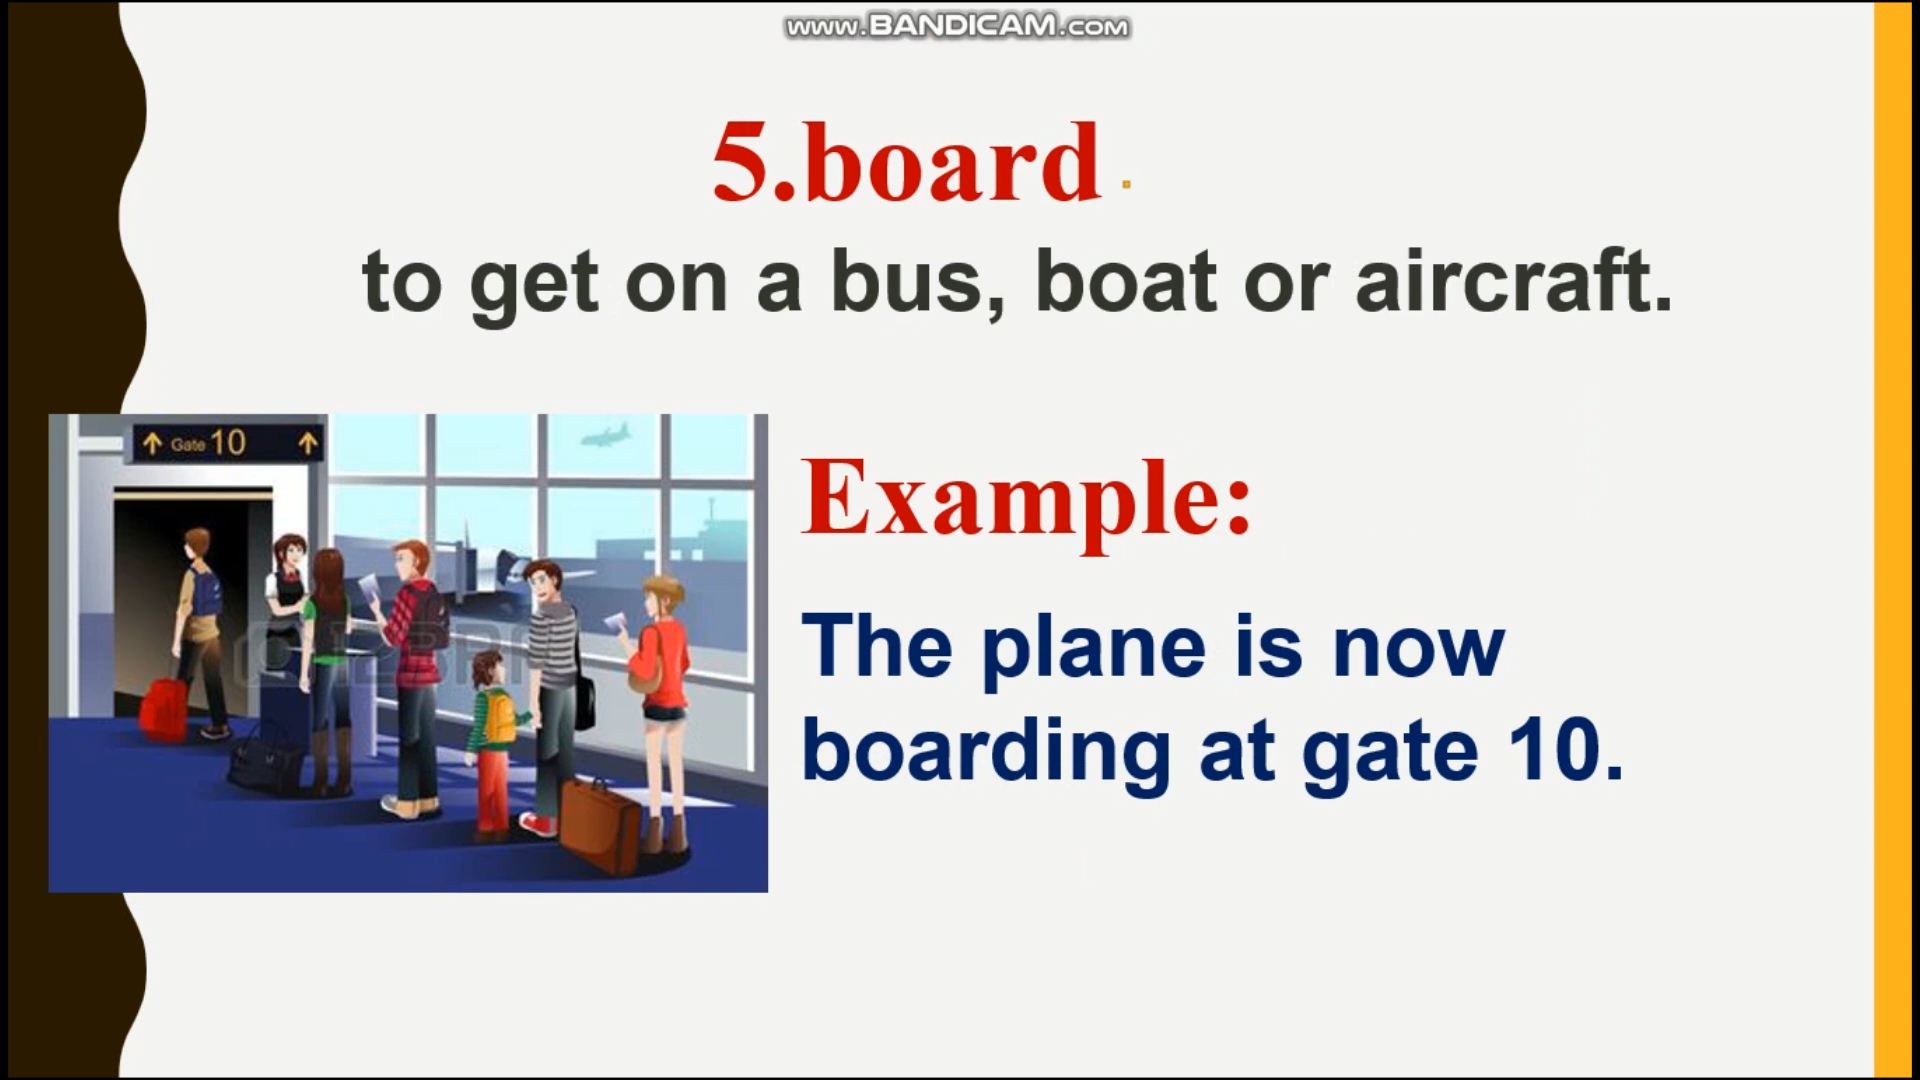 www.BANDICAM.com
5.board
to get on a bus, boat or aircraft.
Gate 10
Example:
The plane is now
boarding at gate 10.